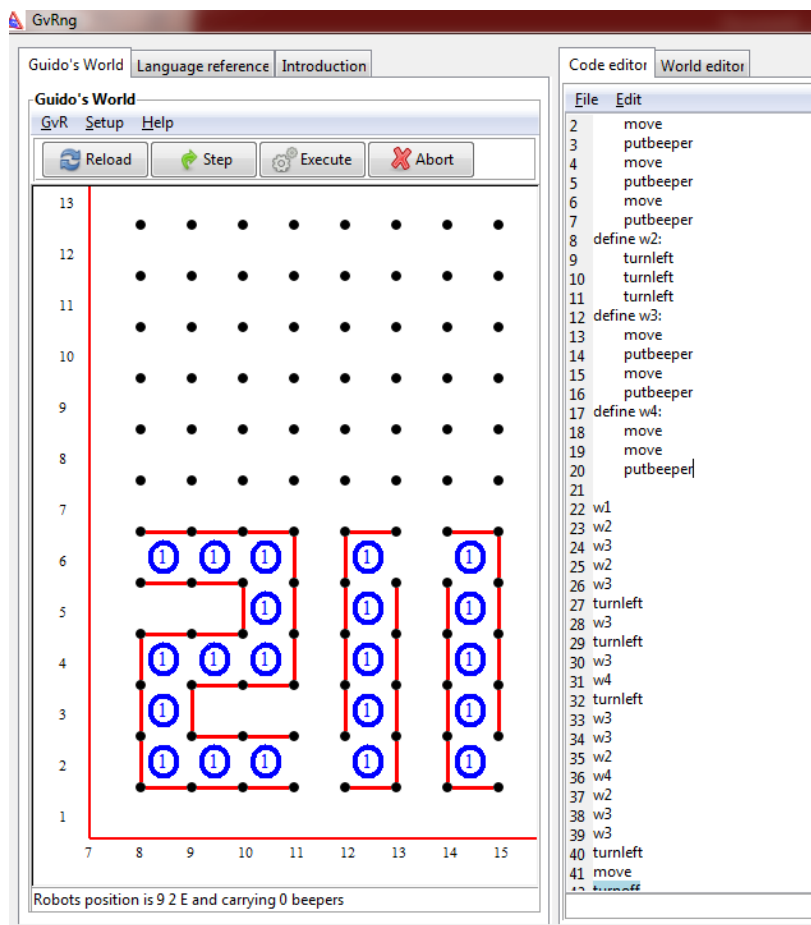 GvRng
Guido's World Language reference Introduction
Guido's World
GvR Setup Help
Reload Step Execute Abort
13
12
11
10
9
8
7
6 1 1 1 1 1
5 1 1 1
4 1 1 1 1 1
3 1 1 1
2 1 1 1 1 1
1
7 8 9 10 11 12 13 14 15
Robots position is 9 2 E and carrying 0 beepers
Code editor World editor
File Edit
2 move
3 putbeeper
4 move
5 putbeeper
6 move
7 putbeeper
8 define w2:
9 turnleft
10 turnleft
11 turnleft
12 define w3:
13 move
14 putbeeper
15 move
16 putbeeper
17 define w4:
18 move
19 move
20 putbeeper
21
22 w1
23 w2
24 w3
25 w2
26 w3
27 turnleft
28 w3
29 turnleft
30 w3
31 w4
32 turnleft
33 w3
34 w3
35 w2
36 w4
37 w2
38 w3
39 w3
40 turnleft
41 move
42 turnoff